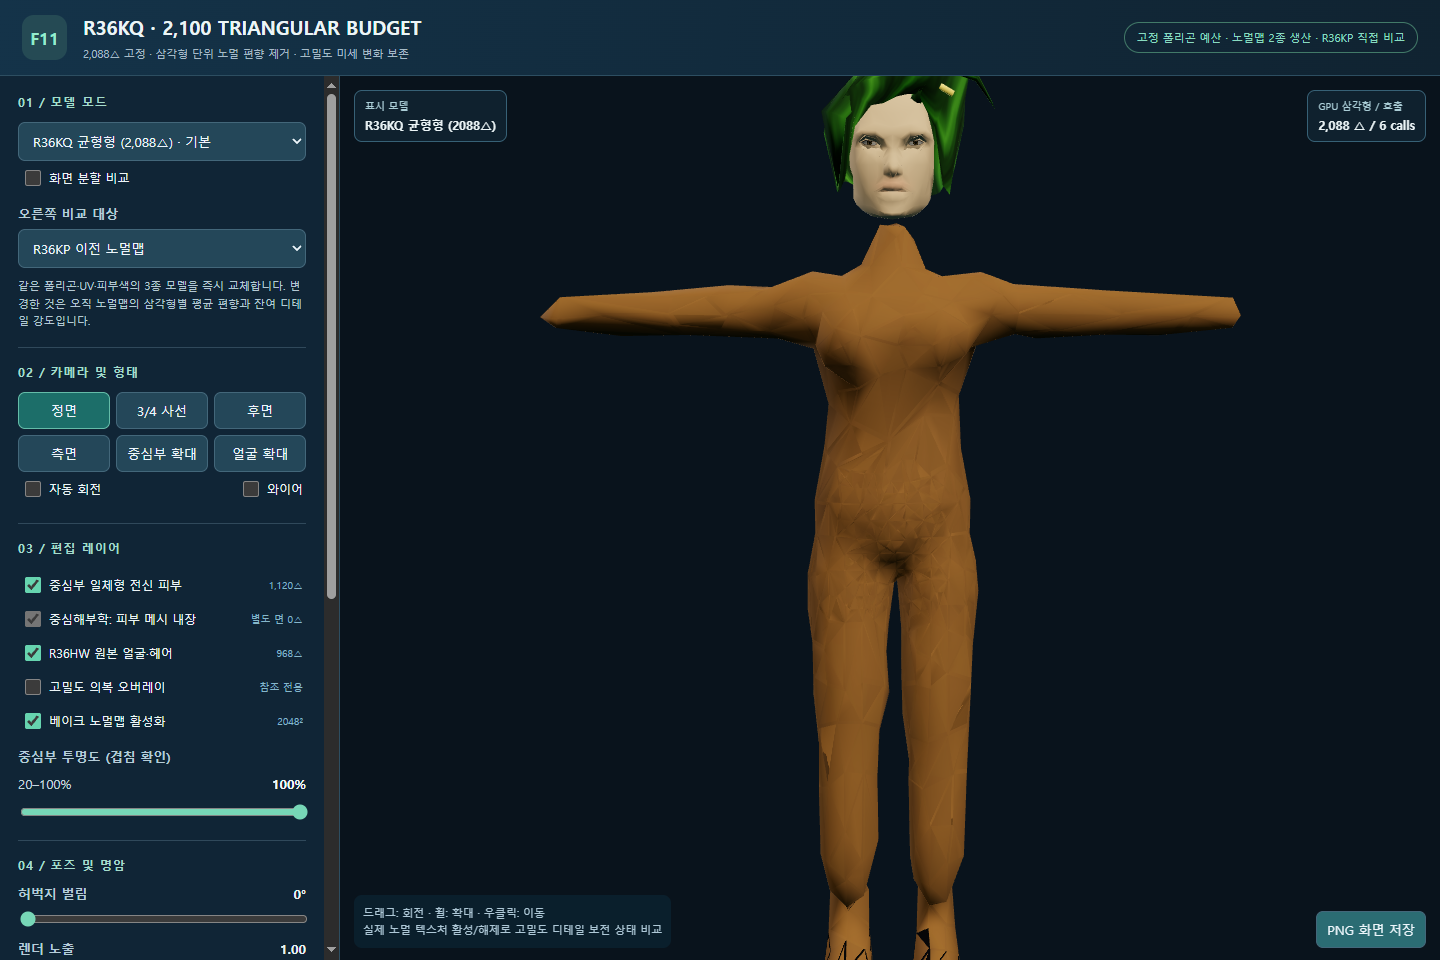 F11
R36KQ · 2,100 TRIANGULAR BUDGET
2,088△ 고정 · 삼각형 단위 노멀 편향 제거 · 고밀도 미세 변화 보존
고정 폴리곤 예산 · 노멀맵 2종 생산 · R36KP 직접 비교
01 / 모델 모드
R36KQ 균형형 (2,088△) · 기본
화면 분할 비교
오른쪽 비교 대상
R36KP 이전 노멀맵
같은 폴리곤·UV·피부색의 3종 모델을 즉시 교체합니다. 변
경한 것은 오직 노멀맵의 삼각형별 평균 편향과 잔여 디테
일 강도입니다.
02 / 카메라 및 형태
정면
3/4 사선
후면
측면
중심부 확대
얼굴 확대
자동 회전
와이어
03 / 편집 레이어
중심부 일체형 전신 피부
1,120△
중심해부학: 피부 메시 내장
별도 면 0△
R36HW 원본 얼굴·헤어
968△
고밀도 의복 오버레이
참조 전용
베이크 노멀맵 활성화
2048²
중심부 투명도 (겹침 확인)
20–100%
100%
04 / 포즈 및 명암
허벅지 벌림
0°
렌더 노출
1.00
표시 모델
R36KQ 균형형 (2088△)
GPU 삼각형 / 호출
2,088 △ / 6 calls
드래그: 회전 · 휠: 확대 · 우클릭: 이동
실제 노멀 텍스처 활성/해제로 고밀도 디테일 보전 상태 비교
PNG 화면 저장